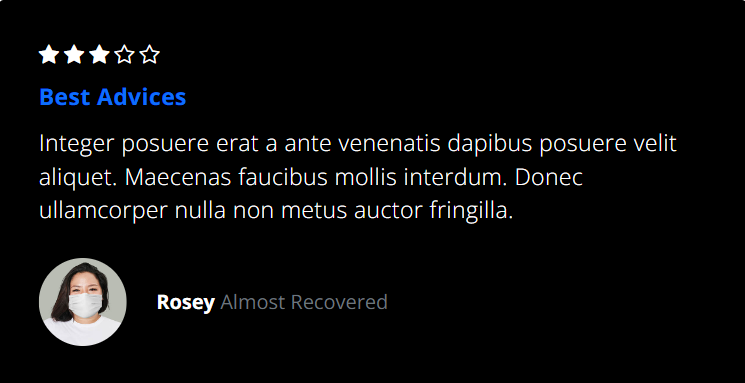 Best Advices
Integer posuere erat a ante venenatis dapibus posuere velit
aliquet. Maecenas faucibus mollis interdum. Donec
ullamcorper nulla non metus auctor fringilla.
Rosey Almost Recovered